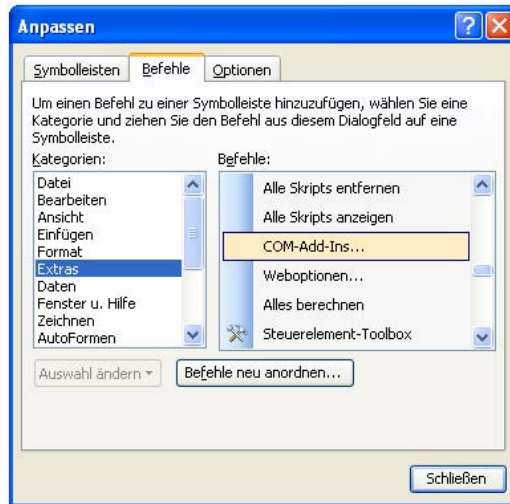 Anpassen
Symbolleisten Befehle Optionen
Um einen Befehl zu einer Symbolleiste hinzuzufügen, wählen Sie eine
Kategorie und ziehen Sie den Befehl aus diesem Dialogfeld auf eine
Symbolleiste.
Kategorien:
Datei
Bearbeiten
Ansicht
Einfügen
Format
Extras
Daten
Fenster u. Hilfe
Zeichnen
AutoFormen
Befehle:
Alle Skripts entfernen
Alle Skripts anzeigen
COM-Add-Ins...
Weboptionen...
Alles berechnen
Steuerelement-Toolbox
Auswahl ändern
Befehle neu anordnen...
Schließen